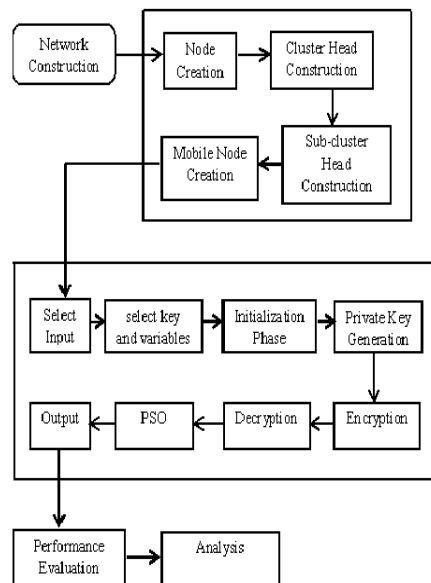 Network
Construction
Node
Creation
Cluster Head
Construction
Sub-cluster
Head
Construction
Mobile Node
Creation
Select
Input
select key
and variables
Initialization
Phase
Private Key
Generation
Encryption
Decryption
PSO
Output
Performance
Evaluation
Analysis